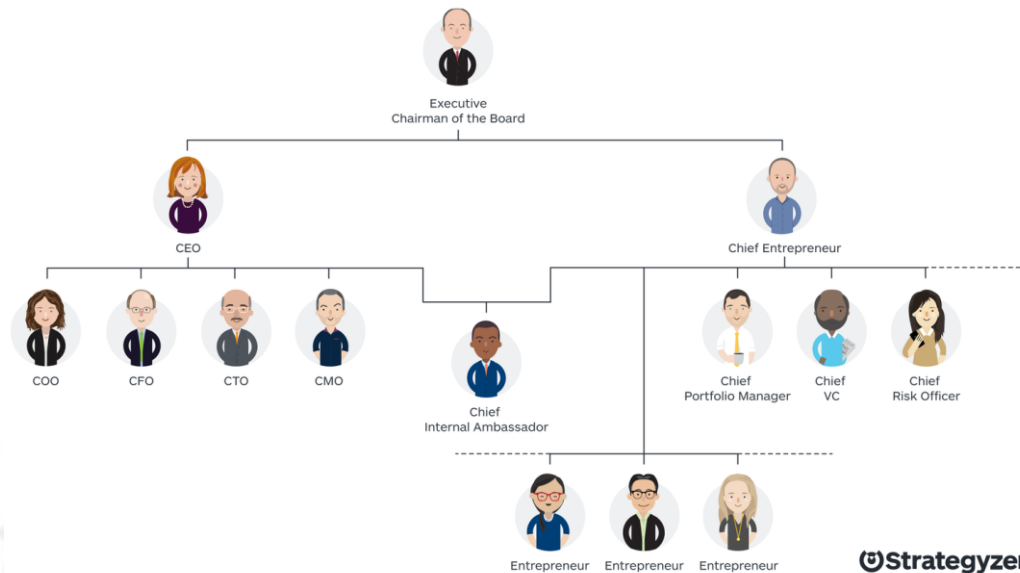 Executive
Chairman of the Board
CEO
Chief Entrepreneur
COO
CFO
CTO
CMO
Chief
Internal Ambassador
Chief
Portfolio Manager
Chief
VC
Chief
Risk Officer
Entrepreneur
Entrepreneur
Entrepreneur
Strategyzer